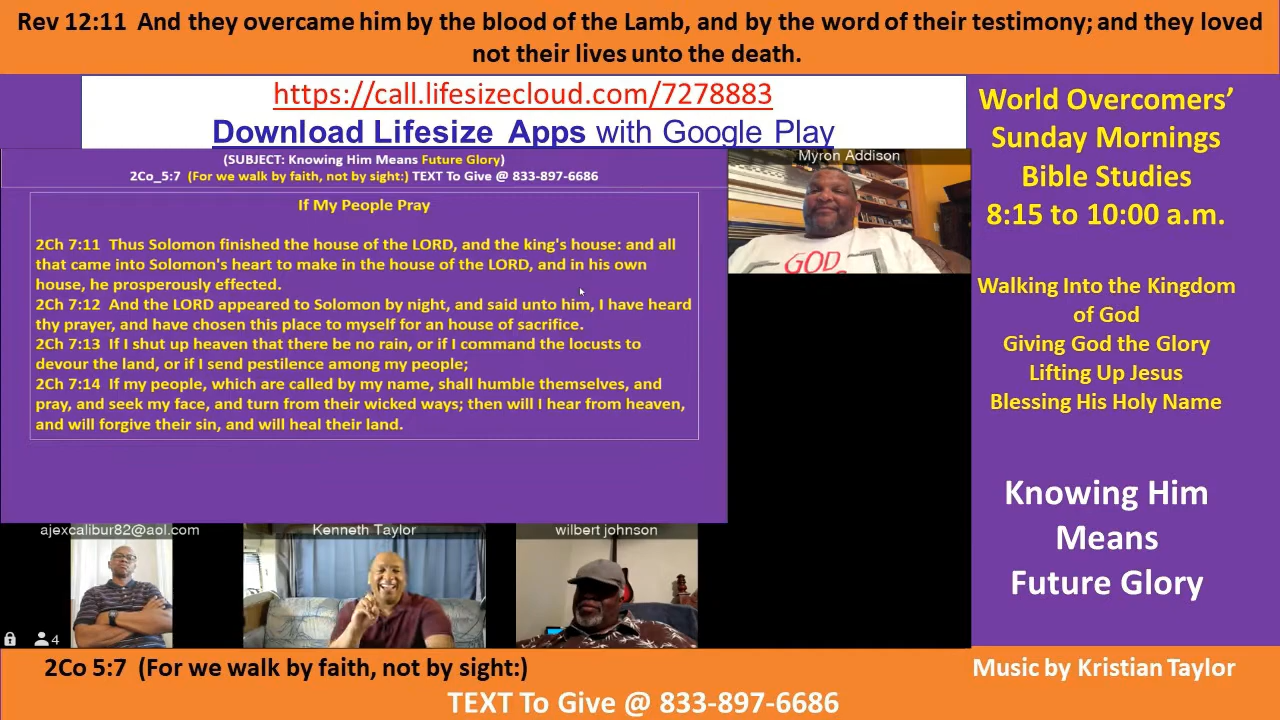 Rev 12:11  And they overcame him by the blood of the Lamb, and by the word of their testimony; and they loved
not their lives unto the death.
https://call.lifesizecloud.com/7278883
Download Lifesize  Apps with Google Play
(SUBJECT: Knowing Him Means Future Glory)
2Co_5:7  (For we walk by faith, not by sight:) TEXT To Give @ 833-897-6686
If My People Pray
2Ch 7:11  Thus Solomon finished the house of the LORD, and the king's house: and all
that came into Solomon's heart to make in the house of the LORD, and in his own
house, he prosperously effected.
2Ch 7:12  And the LORD appeared to Solomon by night, and said unto him, I have heard
thy prayer, and have chosen this place to myself for an house of sacrifice.
2Ch 7:13  If I shut up heaven that there be no rain, or if I command the locusts to
devour the land, or if I send pestilence among my people;
2Ch 7:14  If my people, which are called by my name, shall humble themselves, and
pray, and seek my face, and turn from their wicked ways; then will I hear from heaven,
and will forgive their sin, and will heal their land.
Myron Addison
GOD
World Overcomers'
Sunday Mornings
Bible Studies
8:15 to 10:00 a.m.
Walking Into the Kingdom
of God
Giving God the Glory
Lifting Up Jesus
Blessing His Holy Name
Knowing Him
Means
Future Glory
ajexcalibur82@aol.com
Kenneth Taylor
wilbert johnson
4
2Co 5:7  (For we walk by faith, not by sight:)
Music by Kristian Taylor
TEXT To Give @ 833-897-6686